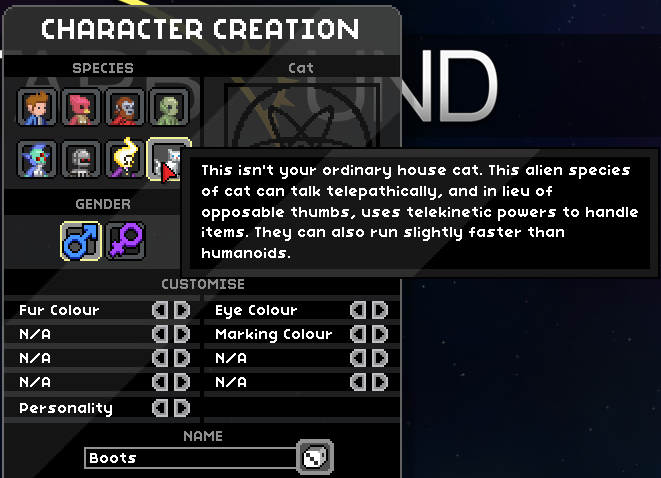 CHARACTER CREATION
SPECIES
Cat
UND
This isn't your ordinary house cat. This alien species
of cat can talk telepathically, and in lieu of
opposable thumbs, uses telekinetic powers to handle
items. They can also run slightly faster than
humanoids.
GENDER
CUSTOMISE
Fur Colour
Eye Colour
N/A
Marking Colour
N/A
N/A
N/A
N/A
Personality
NAME
Boots